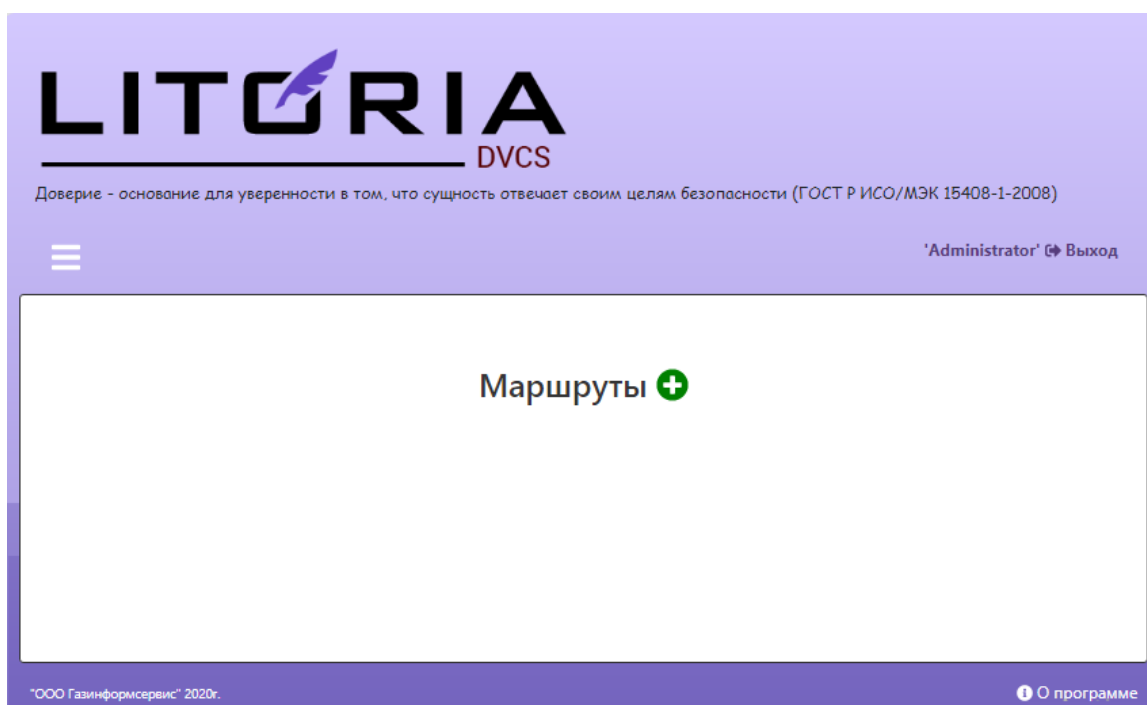 LITORIA
DVCS
Доверие - основание для уверенности в том, что сущность отвечает своим целям безопасности (ГОСТ Р ИСО/МЭК 15408-1-2008)
'Administrator' Выход
Маршруты
"ООО Газинформсервис" 2020г.
О программе